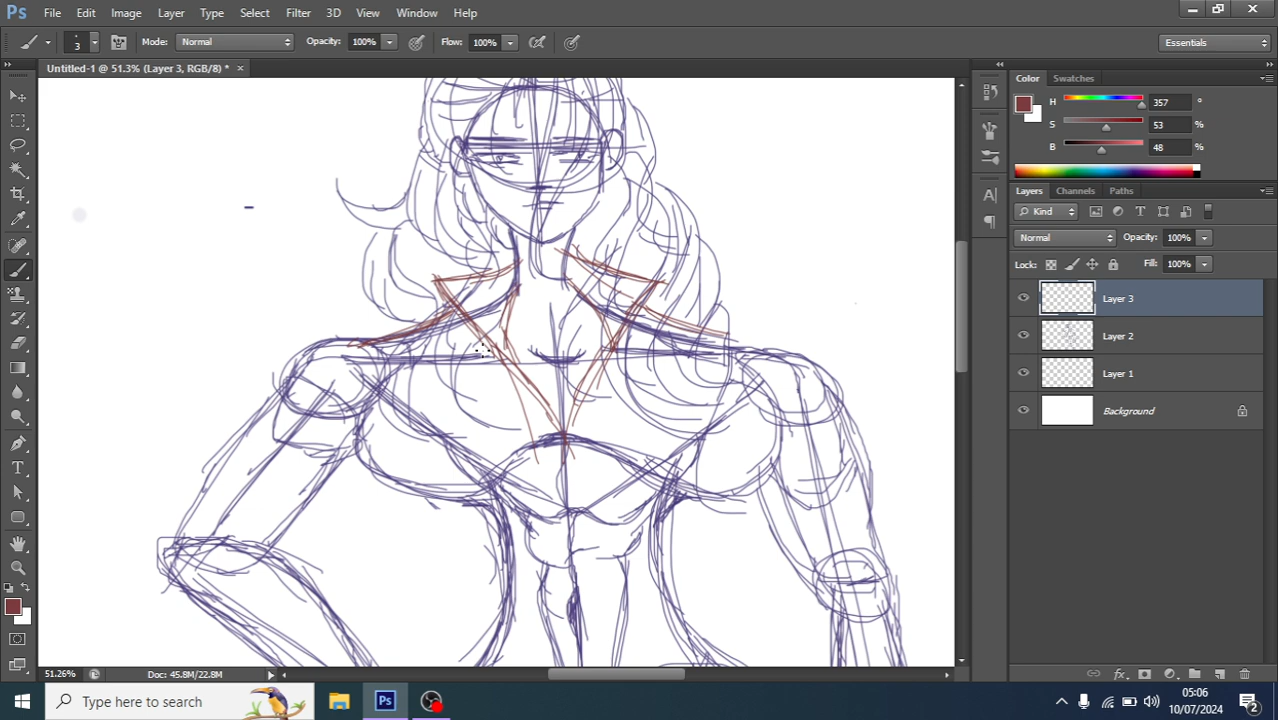 Ps File Edit Image Layer Type Select Filter 3D View Window Help
3 Mode: Normal Opacity: 100% Flow: 100% Essentials
Untitled-1 @ 51.3% (Layer 3, RGB/8) * ×
Color Swatches
H 357 °
S 53 %
B 48 %
Layers Channels Paths
Kind
Normal Opacity: 100%
Lock: Fill: 100%
Layer 3
Layer 2
Layer 1
Background
51.26% Doc: 45.8M/22.8M
Type here to search
Ps
05:06
10/07/2024
2